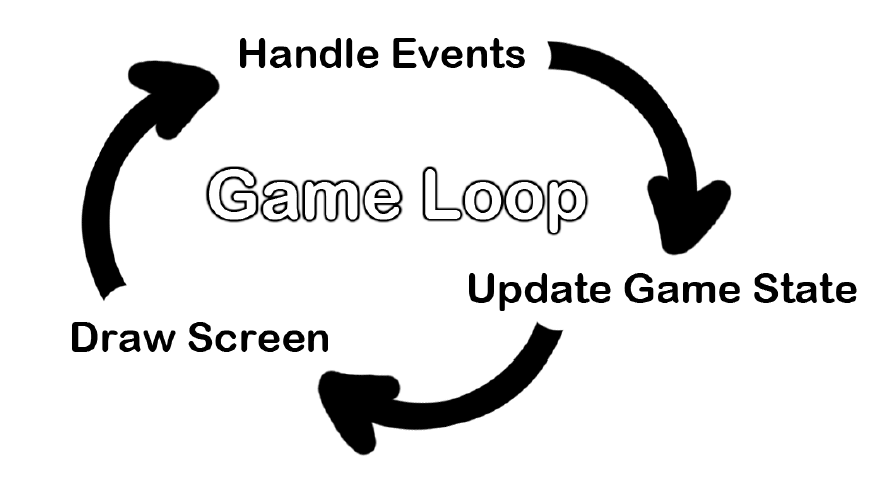 Handle Events
Game Loop
Update Game State
Draw Screen